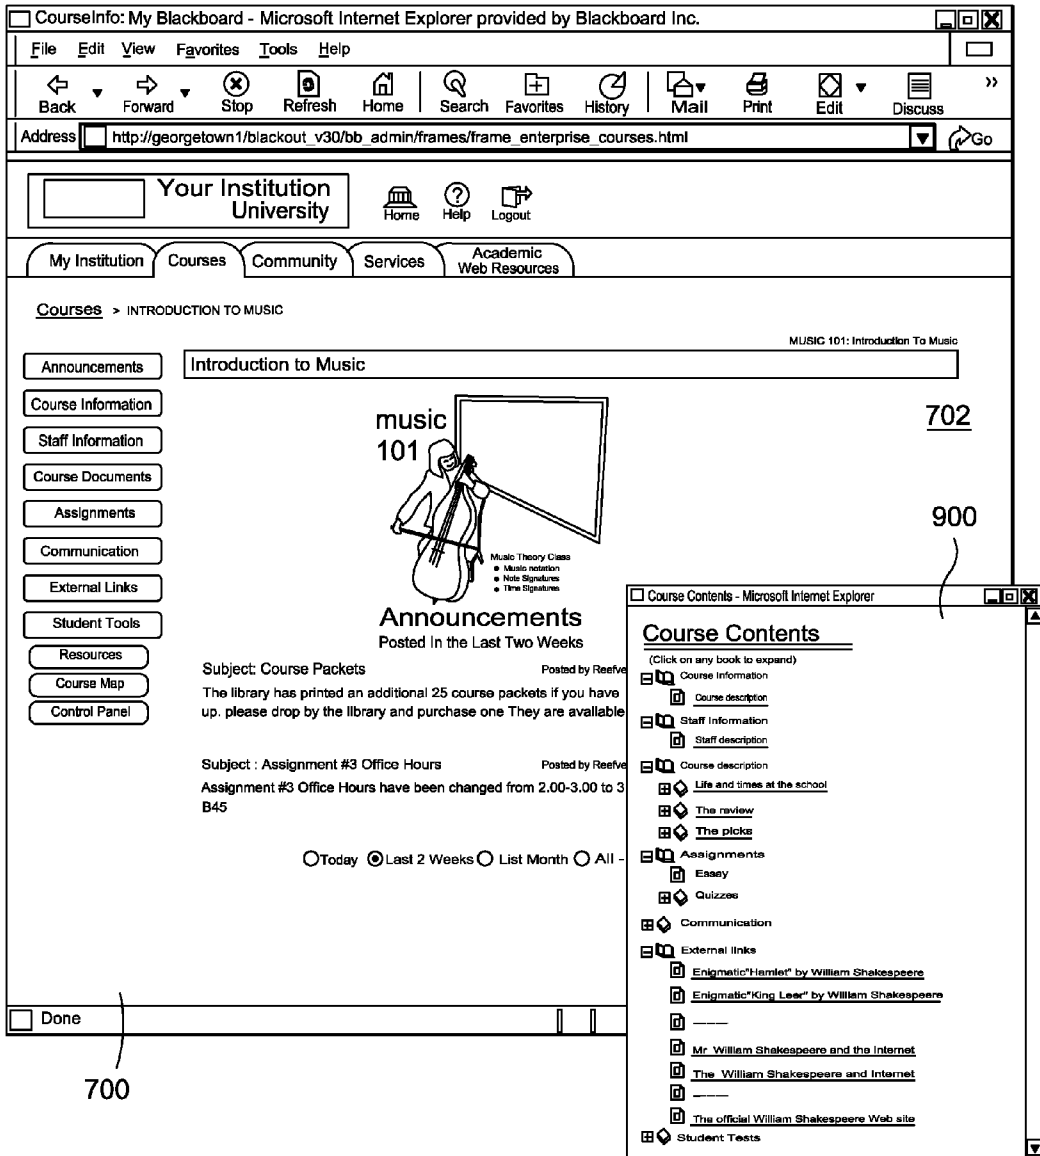 CourseInfo: My Blackboard - Microsoft Internet Explorer provided by Blackboard Inc.
File Edit View Favorites Tools Help
Back Forward Stop Refresh Home Search Favorites History Mail Print Edit Discuss »
Address http://georgetown1/blackout_v30/bb_admin/frames/frame_enterprise_courses.html Go
Your Institution
University
Home Help Logout
My Institution Courses Community Services Academic
Web Resources
Courses > INTRODUCTION TO MUSIC
MUSIC 101: Introduction To Music
Introduction to Music
Announcements
Course Information
Staff Information
Course Documents
Assignments
Communication
External Links
Student Tools
Resources
Course Map
Control Panel
702
music
101
Music Theory Class
Music notation
Note Signatures
Time Signatures
Announcements
Posted In the Last Two Weeks
Subject: Course Packets Posted by Reefve
The library has printed an additional 25 course packets if you have
up. please drop by the library and purchase one They are available
Subject : Assignment #3 Office Hours Posted by Reefve
Assignment #3 Office Hours have been changed from 2.00-3.00 to 3
B45
Today Last 2 Weeks List Month All -
Done
700
900
Course Contents - Microsoft Internet Explorer
Course Contents
(Click on any book to expand)
Course Information
Course description
Staff Information
Staff description
Course description
Life and times at the school
The review
The picks
Assignments
Essay
Quizzes
Communication
External links
Enigmatic"Hamlet" by William Shakespeere
Enigmatic"King Leer" by William Shakespeere
————
Mr William Shakespeere and the Internet
The William Shakespeere and Internet
————
The official William Shakespeere Web site
Student Tests